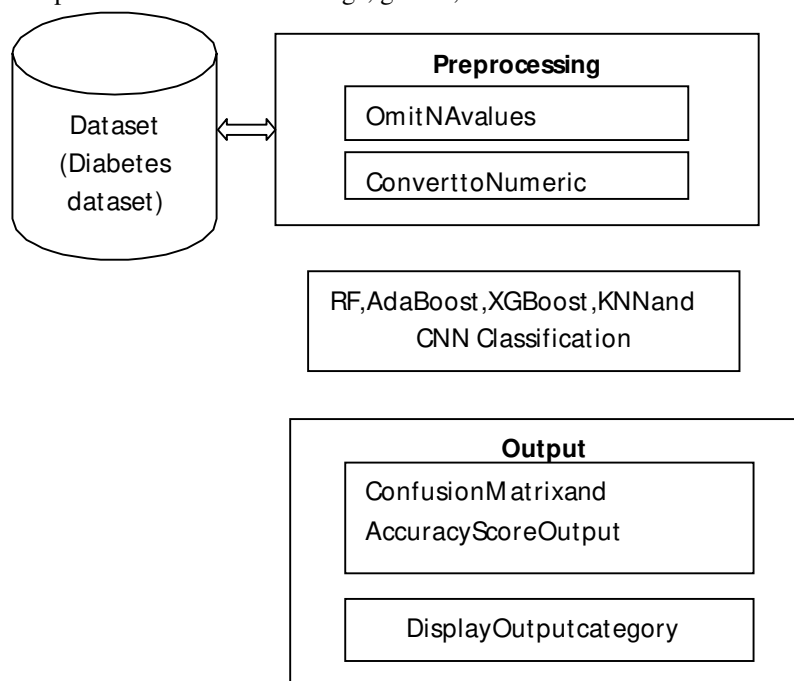 Preprocessing
OmitNAvalues
ConverttoNumeric
Dataset
(Diabetes
dataset)
RF,AdaBoost,XGBoost,KNNand
CNN Classification
Output
ConfusionMatrixand
AccuracyScoreOutput
DisplayOutputcategory